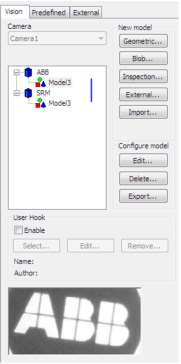 Vision Predefined External
Camera
Camera1
New model
Geometric...
Blob...
Inspection...
External...
Import...
ABB
Model3
SRM
Model3
Configure model
Edit...
Delete...
Export...
User Hook
Enable
Select... Edit... Remove...
Name:
Author:
ABB